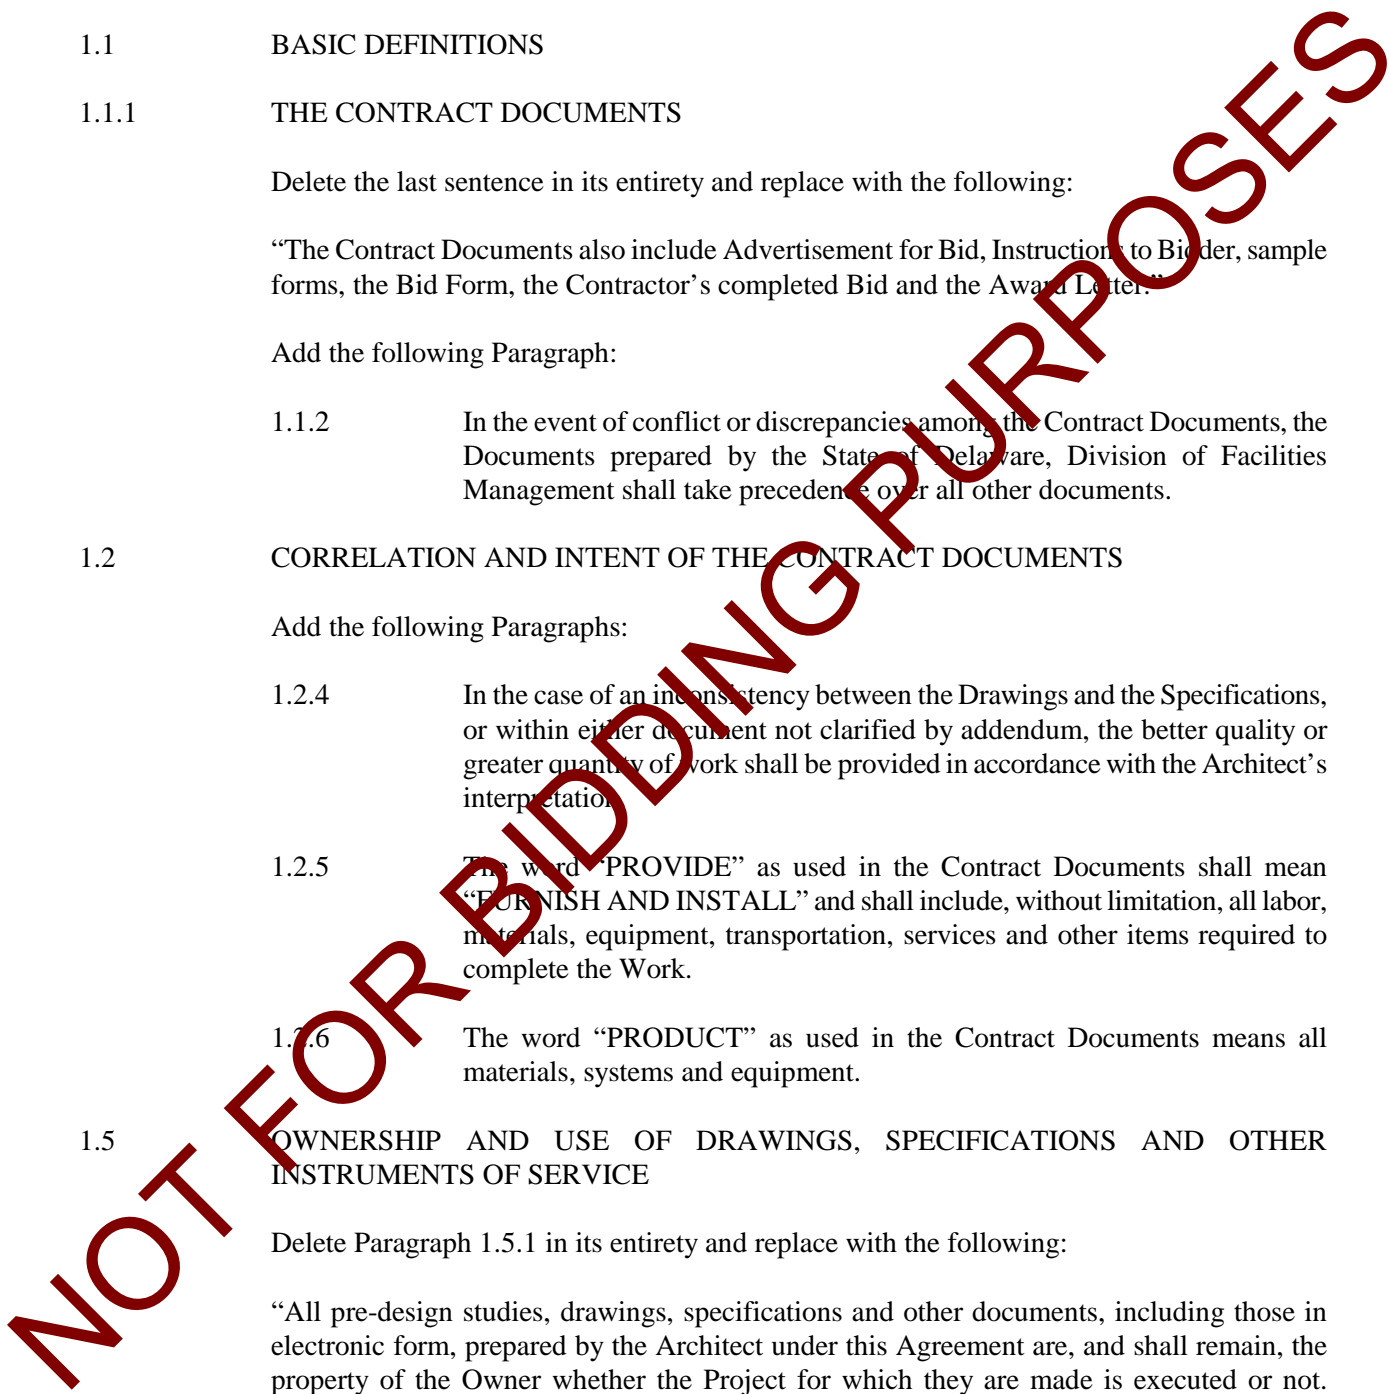 1.1 BASIC DEFINITIONS
1.1.1 THE CONTRACT DOCUMENTS
Delete the last sentence in its entirety and replace with the following:
“The Contract Documents also include Advertisement for Bid, Instructions to Bidder, sample
forms, the Bid Form, the Contractor’s completed Bid and the Award Letter.”
Add the following Paragraph:
1.1.2 In the event of conflict or discrepancies among the Contract Documents, the
Documents prepared by the State of Delaware, Division of Facilities
Management shall take precedence over all other documents.
1.2 CORRELATION AND INTENT OF THE CONTRACT DOCUMENTS
Add the following Paragraphs:
1.2.4 In the case of an inconsistency between the Drawings and the Specifications,
or within either document not clarified by addendum, the better quality or
greater quantity of work shall be provided in accordance with the Architect’s
interpretation.
1.2.5 The word “PROVIDE” as used in the Contract Documents shall mean
“FURNISH AND INSTALL” and shall include, without limitation, all labor,
materials, equipment, transportation, services and other items required to
complete the Work.
1.2.6 The word “PRODUCT” as used in the Contract Documents means all
materials, systems and equipment.
1.5 OWNERSHIP AND USE OF DRAWINGS, SPECIFICATIONS AND OTHER
INSTRUMENTS OF SERVICE
Delete Paragraph 1.5.1 in its entirety and replace with the following:
“All pre-design studies, drawings, specifications and other documents, including those in
electronic form, prepared by the Architect under this Agreement are, and shall remain, the
property of the Owner whether the Project for which they are made is executed or not.
NOT FOR BIDDING PURPOSES